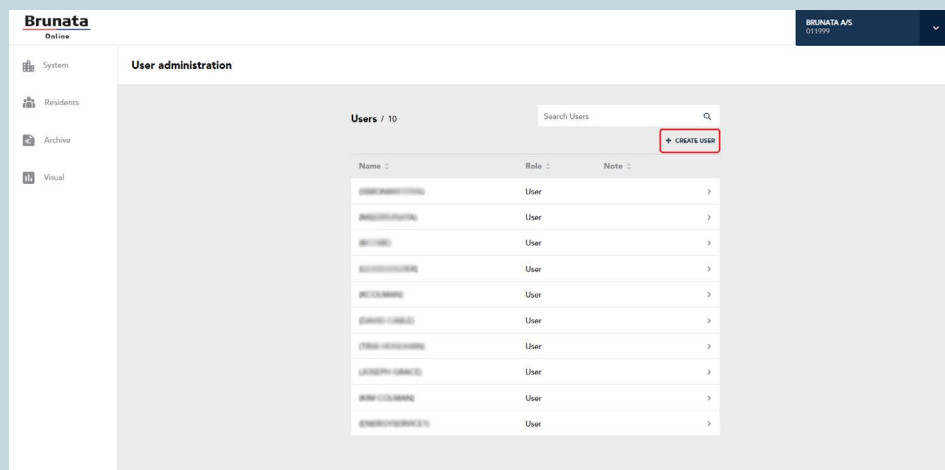 Brunata
Online
BRUNATA A/S
011999
System
Residents
Archive
Visual
User administration
Users / 10
Search Users
+ CREATE USER
Name Role Note
User
User
User
User
User
User
User
User
User
User